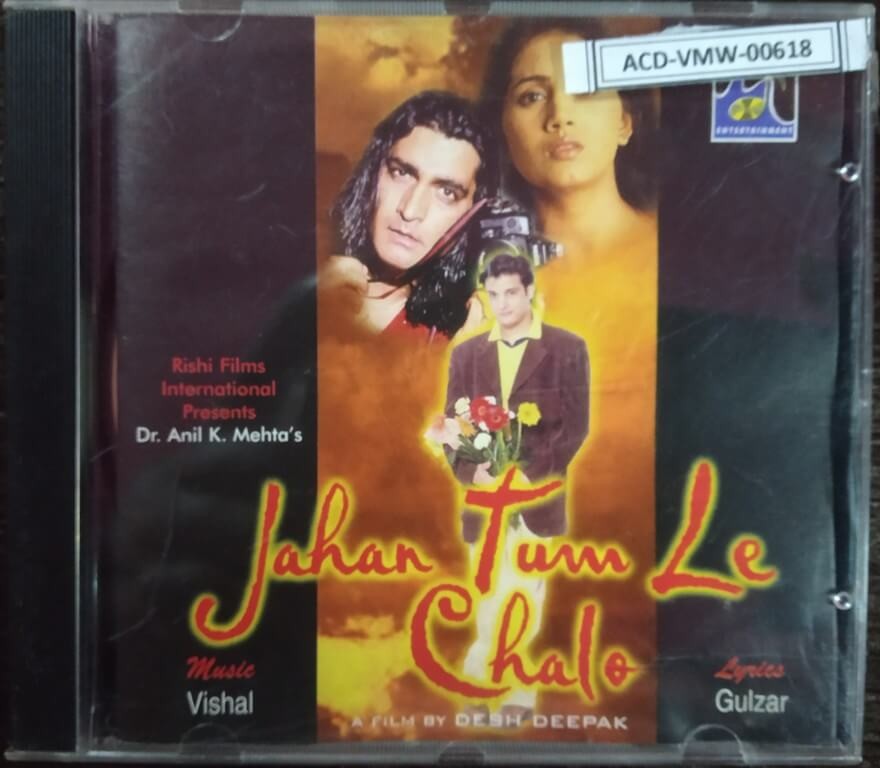 ACD-VMW-00618
ENTERTAINMENT
Rishi Films
International
Presents
Dr. Anil K. Mehta's
Jahan Tum Le
Chalo
Music
Vishal
Lyrics
Gulzar
A FILM BY DESH DEEPAK